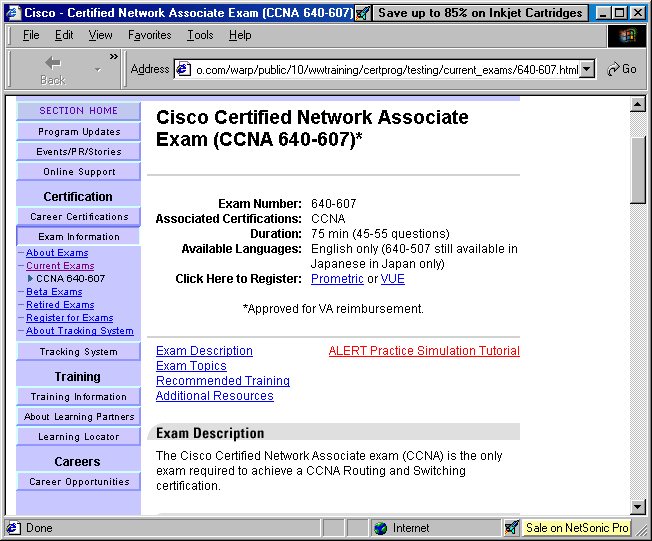 Cisco - Certified Network Associate Exam (CCNA 640-607)
Save up to 85% on Inkjet Cartridges
File Edit View Favorites Tools Help
Back
»
Address
o.com/warp/public/10/wwtraining/certprog/testing/current_exams/640-607.html
Go
SECTION HOME
Program Updates
Events/PR/Stories
Online Support
Certification
Career Certifications
Exam Information
About Exams
Current Exams
CCNA 640-607
Beta Exams
Retired Exams
Register for Exams
About Tracking System
Tracking System
Training
Training Information
About Learning Partners
Learning Locator
Careers
Career Opportunities
Cisco Certified Network Associate
Exam (CCNA 640-607)*
Exam Number: 640-607
Associated Certifications: CCNA
Duration: 75 min (45-55 questions)
Available Languages: English only (640-507 still available in
Japanese in Japan only)
Click Here to Register: Prometric or VUE
*Approved for VA reimbursement.
Exam Description
ALERT Practice Simulation Tutorial
Exam Topics
Recommended Training
Additional Resources
Exam Description
The Cisco Certified Network Associate exam (CCNA) is the only
exam required to achieve a CCNA Routing and Switching
certification.
Done
Internet
Sale on NetSonic Pro